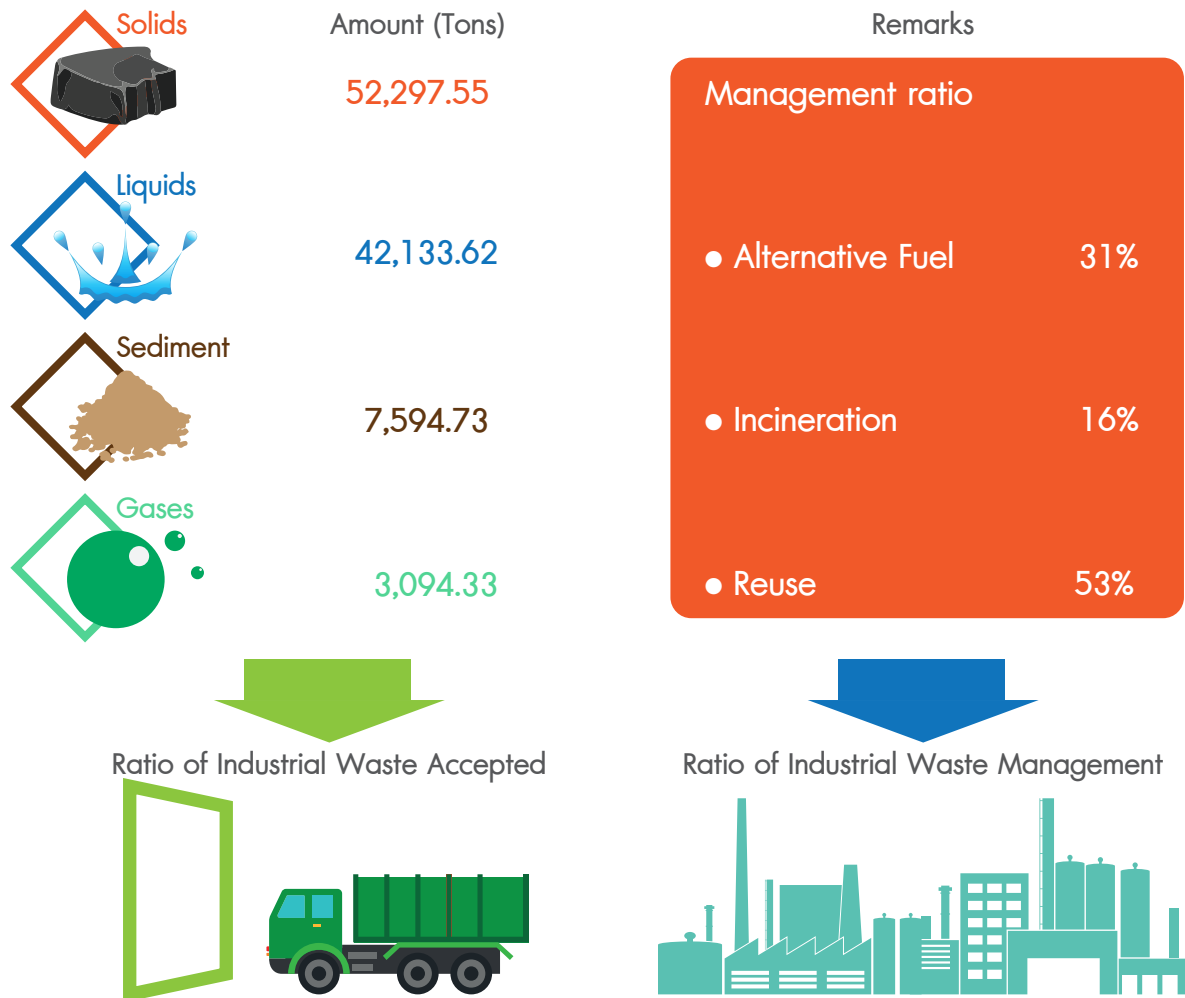 Solids
Amount (Tons)
Remarks
52,297.55
Management ratio
Liquids
42,133.62
● Alternative Fuel 31%
Sediment
7,594.73
● Incineration 16%
Gases
3,094.33
● Reuse 53%
Ratio of Industrial Waste Accepted
Ratio of Industrial Waste Management